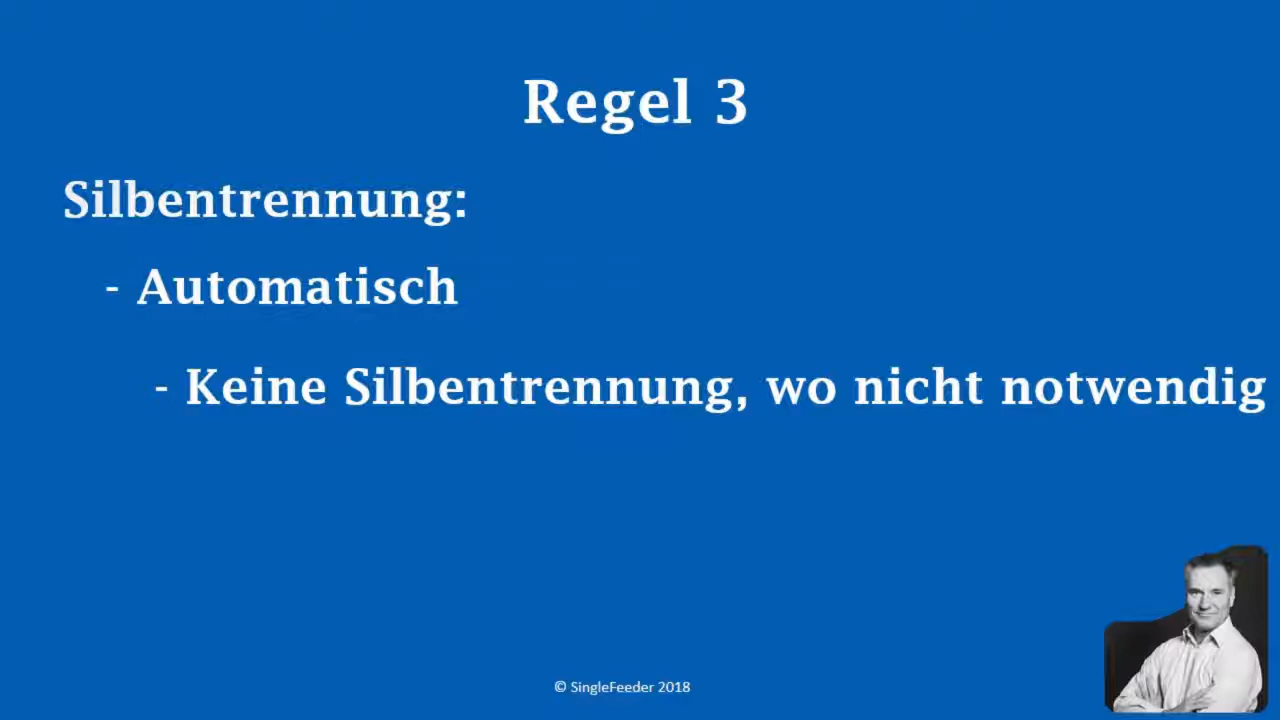 Regel 3
Silbentrennung:
- Automatisch
- Keine Silbentrennung, wo nicht notwendig
© SingleFeeder 2018